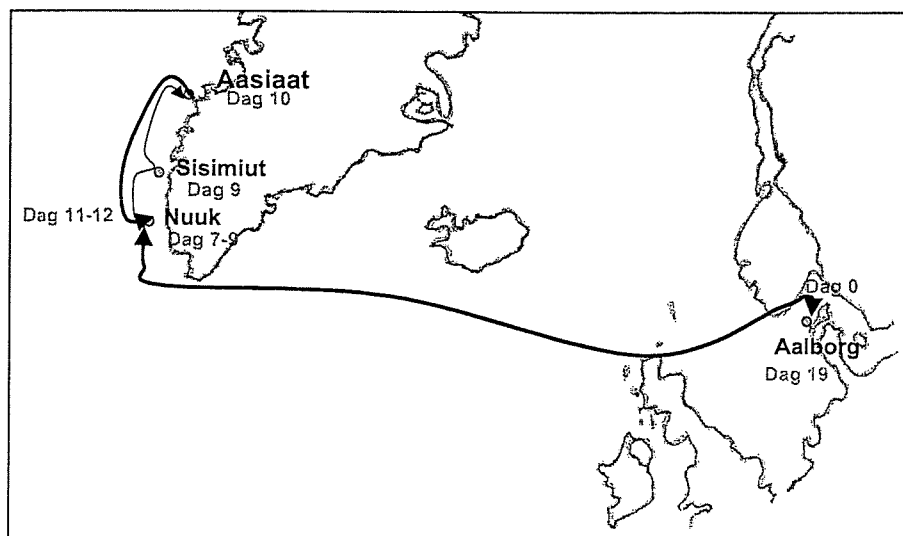 Aasiaat
Dag 10
Sisimiut
Dag 9
Dag 11-12
Nuuk
Dag 7-9
Dag 0
Aalborg
Dag 19